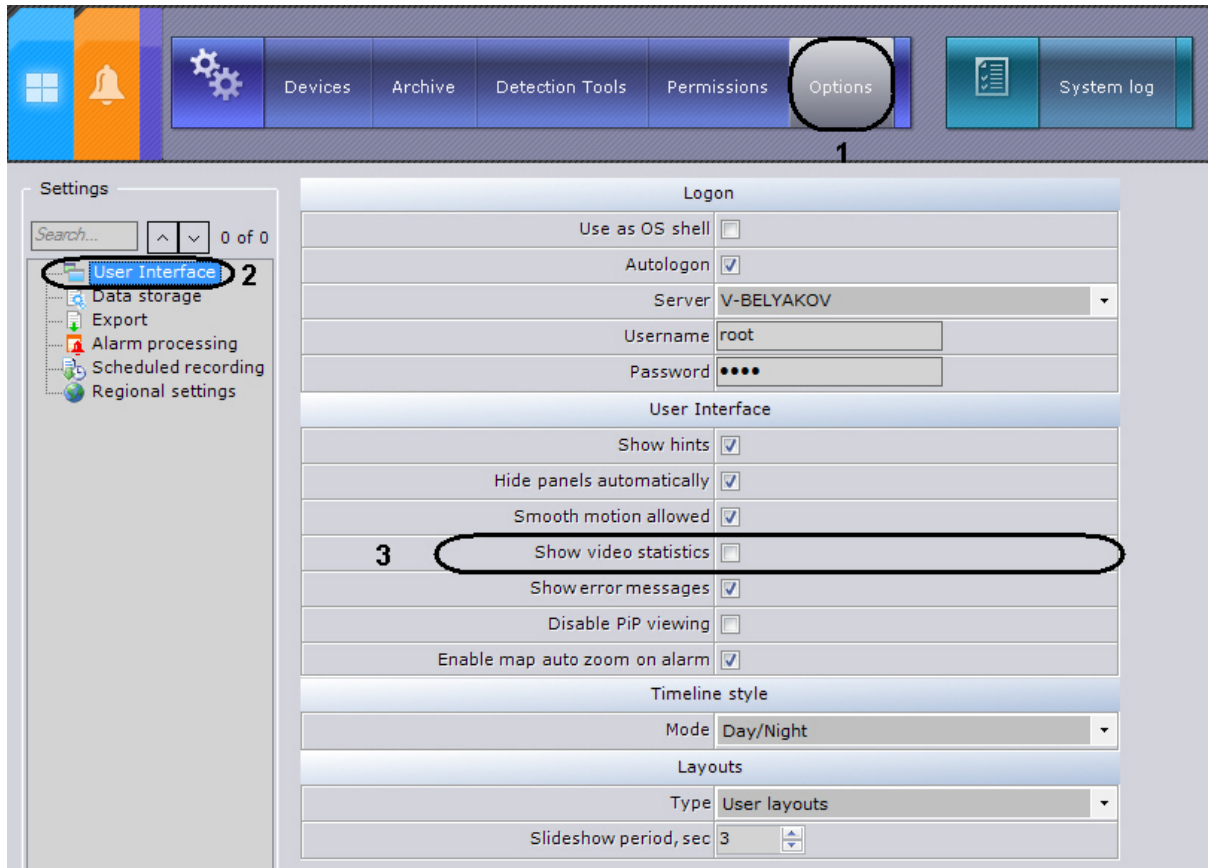 Devices Archive Detection Tools Permissions Options System log
1
Settings
Search... 0 of 0
User Interface 2
Data storage
Export
Alarm processing
Scheduled recording
Regional settings
Logon
Use as OS shell
Autologon
Server V-BELYAKOV
Username root
Password ••••
User Interface
Show hints
Hide panels automatically
Smooth motion allowed
3 Show video statistics
Show error messages
Disable PiP viewing
Enable map auto zoom on alarm
Timeline style
Mode Day/Night
Layouts
Type User layouts
Slideshow period, sec 3